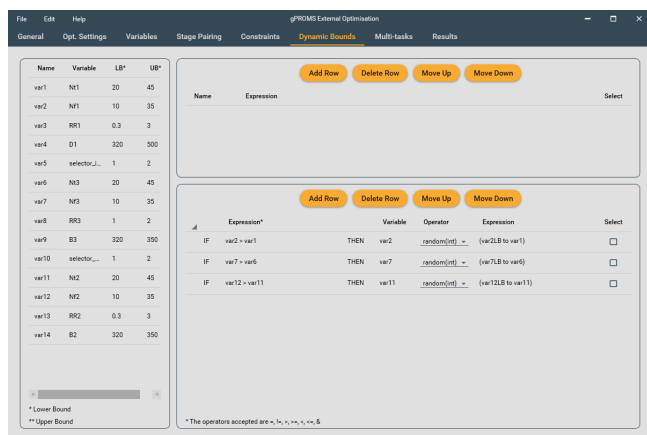 File Edit Help gPROMS External Optimisation
General Opt. Settings Variables Stage Pairing Constraints Dynamic Bounds Multi-tasks Results
Name Variable LB* UB*
var1 Nt1 20 45
var2 Nf1 10 35
var3 RR1 0.3 3
var4 D1 320 500
var5 selector_i... 1 2
var6 Nt3 20 45
var7 Nf3 10 35
var8 RR3 1 2
var9 B3 320 350
var10 selector_... 1 2
var11 Nt2 20 45
var12 Nf2 10 35
var13 RR2 0.3 3
var14 B2 320 350
* Lower Bound
** Upper Bound
Add Row Delete Row Move Up Move Down
Name Expression Select
Add Row Delete Row Move Up Move Down
Expression* Variable Operator Expression Select
IF var2 > var1 THEN var2 random(int) (var2LB to var1)
IF var7 > var6 THEN var7 random(int) (var7LB to var6)
IF var12 > var11 THEN var11 random(int) (var12LB to var11)
* The operators accepted are =, !=, >, >=, <, <=, &